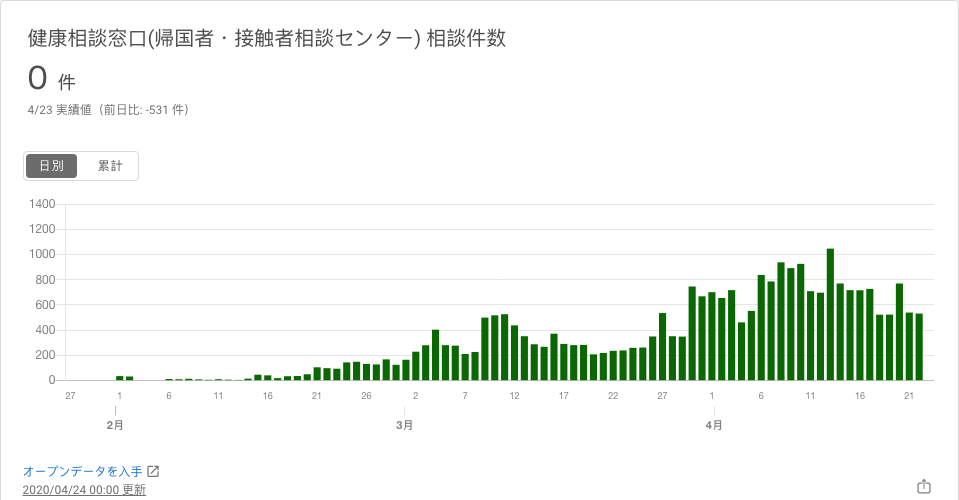 健康相談窓口(帰国者・接触者相談センター) 相談件数
0 件
4/23 実績値（前日比: -531 件）
日別 累計
1400
1200
1000
800
600
400
200
0
27 1 6 11 16 21 26 2 7 12 17 22 27 1 6 11 16 21
2月 3月 4月
オープンデータを入手
2020/04/24 00:00 更新